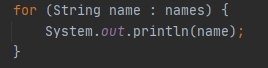 for (String name : names) {
    System.out.println(name);
}